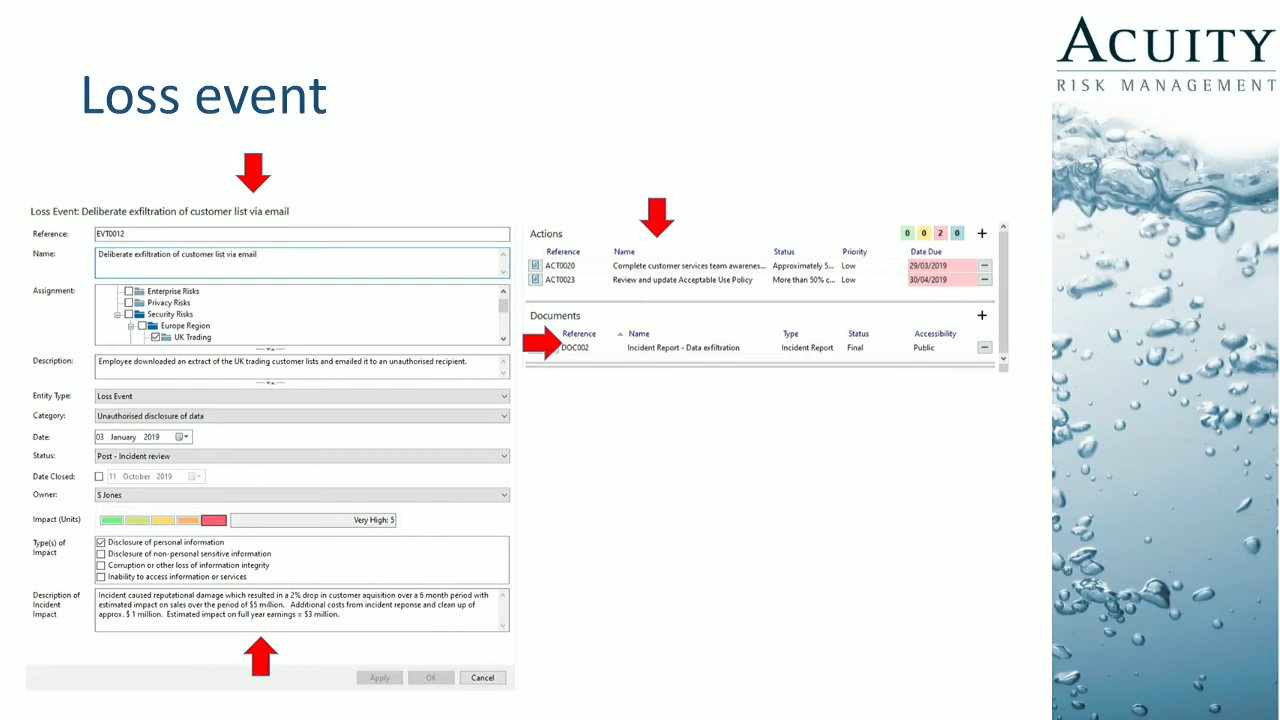 ACUITY
RISK MANAGEMENT
Loss event
Loss Event: Deliberate exfiltration of customer list via email
Reference: EVT0012
Name: Deliberate exfiltration of customer list via email
Assignment: Enterprise Risks
Privacy Risks
Security Risks
Europe Region
UK Trading
Description: Employee downloaded an extract of the UK trading customer lists and emailed it to an unauthorised recipient.
Entity Type: Loss Event
Category: Unauthorised disclosure of data
Date: 03 January 2019
Status: Post - Incident review
Date Closed: 11 October 2019
Owner: S Jones
Impact (Units) Very High: 5
Type(s) of Impact
Disclosure of personal information
Disclosure of non-personal sensitive information
Corruption or other loss of information integrity
Inability to access information or services
Description of Incident Impact
Incident caused reputational damage which resulted in a 2% drop in customer aquisition over a 6 month period with
estimated impact on sales over the period of $5 million. Additional costs from incident reponse and clean up of
approx. $ 1 million. Estimated impact on full year earnings = $3 million.
Apply OK Cancel
Actions 0 0 2 0 +
Reference Name Status Priority Date Due
ACT0020 Complete customer services team awarenes... Approximately 5... Low 29/03/2019
ACT0023 Review and update Acceptable Use Policy More than 50% c... Low 30/04/2019
Documents +
Reference Name Type Status Accessibility
DOC002 Incident Report - Data exfiltration Incident Report Final Public